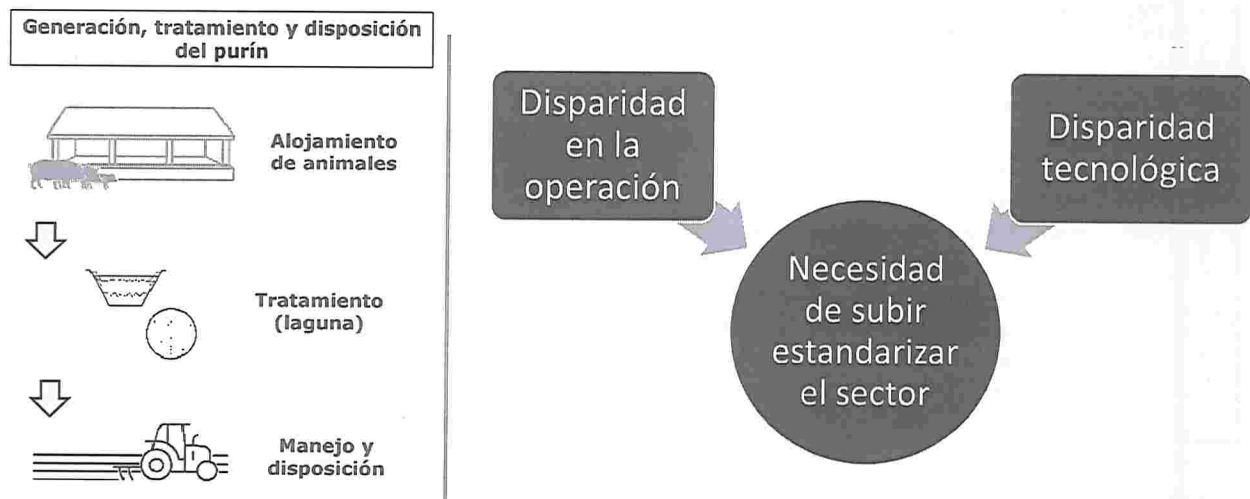 Generación, tratamiento y disposición
del purín
Alojamiento
de animales
Tratamiento
(laguna)
Manejo y
disposición
Disparidad
en la
operación
Disparidad
tecnológica
Necesidad
de subir
estandarizar
el sector